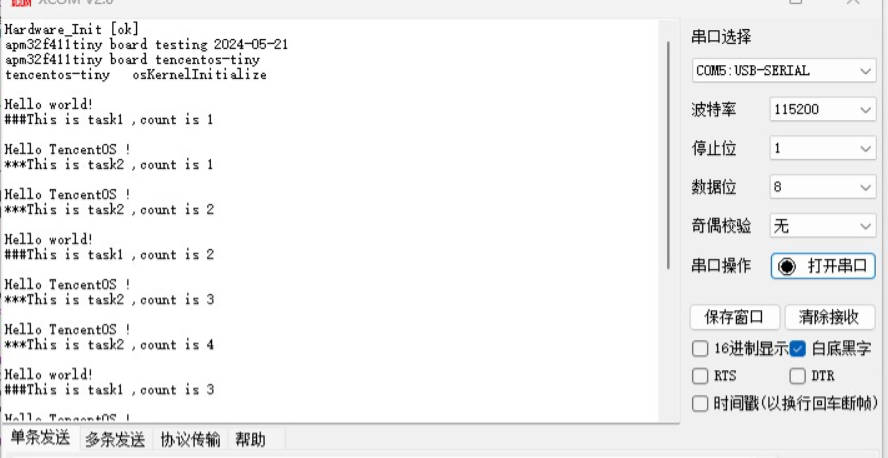 XCOM V2.0
Hardware_Init [ok]
apm32f411tiny board testing 2024-05-21
apm32f411tiny board tencentos-tiny
tencentos-tiny   osKernelInitialize
Hello world!
###This is task1 ,count is 1
Hello TencentOS !
***This is task2 ,count is 1
Hello TencentOS !
***This is task2 ,count is 2
Hello world!
###This is task1 ,count is 2
Hello TencentOS !
***This is task2 ,count is 3
Hello TencentOS !
***This is task2 ,count is 4
Hello world!
###This is task1 ,count is 3
Hello TencentOS !
串口选择
COM5:USB-SERIAL
波特率 115200
停止位 1
数据位 8
奇偶校验 无
串口操作 打开串口
保存窗口 清除接收
16进制显示 白底黑字
RTS DTR
时间戳(以换行回车断帧)
单条发送 多条发送 协议传输 帮助